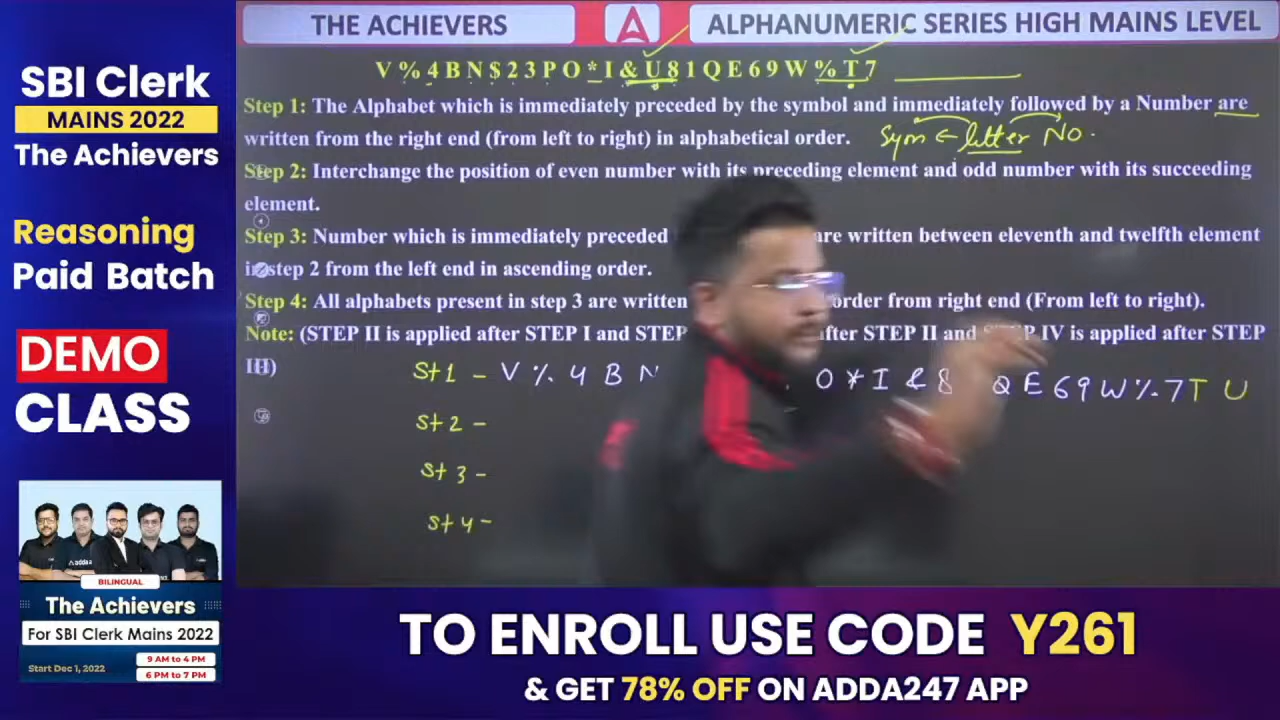 THE ACHIEVERS
ALPHANUMERIC SERIES HIGH MAINS LEVEL
SBI Clerk
MAINS 2022
The Achievers
Reasoning
Paid Batch
DEMO
CLASS
V % 4 B N $ 2 3 P O * I & U 8 1 Q E 6 9 W % T 7
Step 1: The Alphabet which is immediately preceded by the symbol and immediately followed by a Number are
written from the right end (from left to right) in alphabetical order.
Sym ← letter No.
Step 2: Interchange the position of even number with its preceding element and odd number with its succeeding
element.
Step 3: Number which is immediately preceded are written between eleventh and twelfth element
in step 2 from the left end in ascending order.
Step 4: All alphabets present in step 3 are written order from right end (From left to right).
Note: (STEP II is applied after STEP I and STEP after STEP II and STEP IV is applied after STEP
III)
St 1 - V % 4 B N O * I & 8 Q E 6 9 W % 7 T U
St 2 -
St 3 -
St 4 -
BILINGUAL
The Achievers
For SBI Clerk Mains 2022
Start Dec 1, 2022
9 AM to 4 PM
6 PM to 7 PM
TO ENROLL USE CODE Y261
& GET 78% OFF ON ADDA247 APP